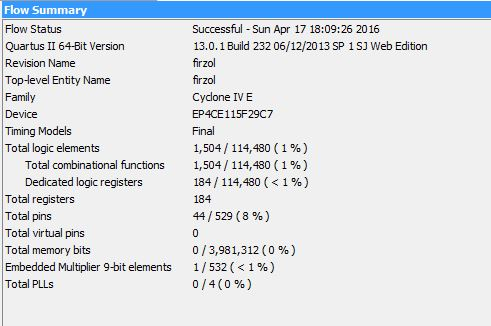 Flow Summary
Flow Status Successful - Sun Apr 17 18:09:26 2016
Quartus II 64-Bit Version 13.0.1 Build 232 06/12/2013 SP 1 SJ Web Edition
Revision Name firzol
Top-level Entity Name firzol
Family Cyclone IV E
Device EP4CE115F29C7
Timing Models Final
Total logic elements 1,504 / 114,480 ( 1 % )
Total combinational functions 1,504 / 114,480 ( 1 % )
Dedicated logic registers 184 / 114,480 ( < 1 % )
Total registers 184
Total pins 44 / 529 ( 8 % )
Total virtual pins 0
Total memory bits 0 / 3,981,312 ( 0 % )
Embedded Multiplier 9-bit elements 1 / 532 ( < 1 % )
Total PLLs 0 / 4 ( 0 % )